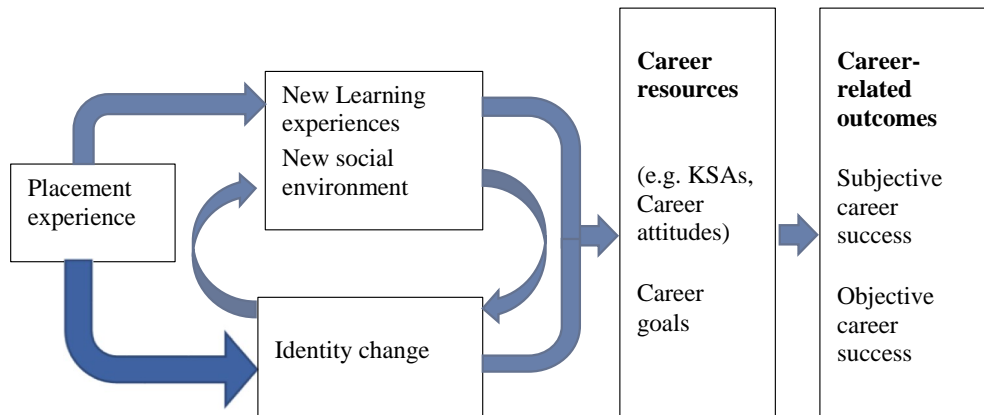 Placement
experience
New Learning
experiences
New social
environment
Identity change
Career
resources
(e.g. KSAs,
Career
attitudes)
Career
goals
Career-
related
outcomes
Subjective
career
success
Objective
career
success